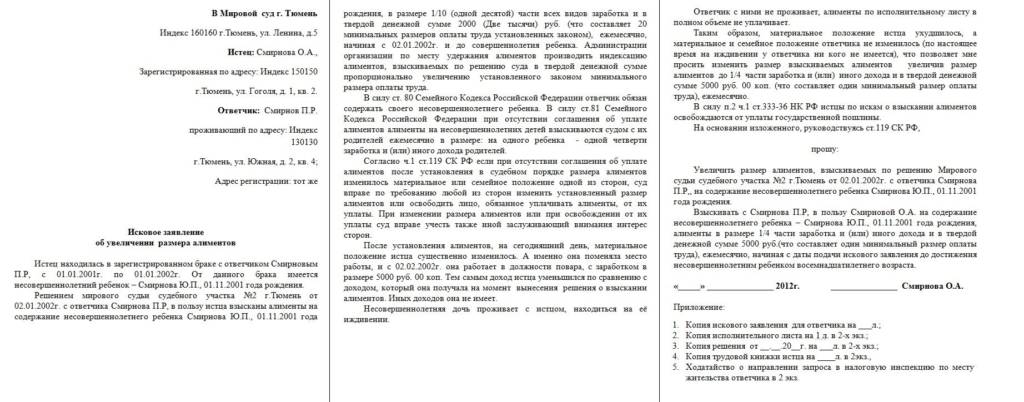 В Мировой суд г. Тюмень
Индекс 160160 г.Тюмень, ул. Ленина, д.5
Истец: Смирнова О.А.,
Зарегистрированная по адресу: Индекс 150150
г.Тюмень, ул. Гоголя, д. 1, кв. 2.
Ответчик: Смирнов П.Р.
проживающий по адресу: Индекс
130130
г.Тюмень, ул. Южная, д. 2, кв. 4;
Адрес регистрации: тот же
Исковое заявление
об увеличении размера алиментов
Истец находилась в зарегистрированном браке с ответчиком Смирновым
П.Р, с 01.01.2001г. по 01.01.2002г. От данного брака имеется
несовершеннолетний ребенок – Смирнова Ю.П., 01.11.2001 года рождения.
Решением мирового судьи судебного участка №2 г.Тюмень от
02.01.2002г. с ответчика Смирнова П.Р, в пользу истца взысканы алименты на
содержание несовершеннолетнего ребенка Смирнова Ю.П., 01.11.2001 года
рождения, в размере 1/10 (одной десятой) части всех видов заработка и в
твердой денежной сумме 2000 (Две тысячи) руб. (что составляет 20
минимальных размеров оплаты труда установленных законом), ежемесячно,
начиная с 02.01.2002г. и до совершеннолетия ребенка. Администрации
организации по месту удержания алиментов производить индексацию
алиментов, взыскиваемых по решению суда в твердой денежной сумме
пропорционально увеличению установленного законом минимального
размера оплаты труда.
В силу ст. 80 Семейного Кодекса Российской Федерации ответчик обязан
содержать своего несовершеннолетнего ребенка. В силу ст.81 Семейного
Кодекса Российской Федерации при отсутствии соглашения об уплате
алиментов алименты на несовершеннолетних детей взыскиваются судом с их
родителей ежемесячно в размере: на одного ребенка - одной четверти
заработка и (или) иного дохода родителей.
Согласно ч.1 ст.119 СК РФ если при отсутствии соглашения об уплате
алиментов после установления в судебном порядке размера алиментов
изменилось материальное или семейное положение одной из сторон, суд
вправе по требованию любой из сторон изменить установленный размер
алиментов или освободить лицо, обязанное уплачивать алименты, от их
уплаты. При изменении размера алиментов или при освобождении от их
уплаты суд вправе учесть также иной заслуживающий внимания интерес
сторон.
После установления алиментов, на сегодняшний день, материальное
положение истца существенно изменилось. А именно она поменяла место
работы, и с 02.02.2002г. она работает в должности повара, с заработком в
размере 5000 руб. 00 коп. Тем самым доход истца уменьшился по сравнению с
доходом, который она получала на момент вынесения решения о взыскании
алиментов. Иных доходов она не имеет.
Несовершеннолетняя дочь проживает с истцом, находиться на её
иждивении.
Ответчик с ними не проживает, алименты по исполнительному листу в
полном объеме не уплачивает.
Таким образом, материальное положение истца ухудшилось, а
материальное и семейное положение ответчика не изменилось (по настоящее
время на иждивении у ответчика ни кого не имеется), что позволяет мне
просить изменить размер взыскиваемых алиментов увеличив размер
алиментов до 1/4 части заработка и (или) иного дохода и в твердой денежной
сумме 5000 руб. 00 коп. (что составляет один минимальный размер оплаты
труда), ежемесячно.
В силу п.2 ч.1 ст.333-36 НК РФ истцы по искам о взыскании алиментов
освобождаются от уплаты государственной пошлины.
На основании изложенного, руководствуясь ст.119 СК РФ,
прошу:
Увеличить размер алиментов, взыскиваемых по решению Мирового
судьи судебного участка №2 г.Тюмень от 02.01.2002г. с ответчика Смирнова
П.Р,, на содержание несовершеннолетнего ребенка Смирнова Ю.П., 01.11.2001
года рождения.
Взыскивать с Смирнова П.Р, в пользу Смирновой О.А. на содержание
несовершеннолетнего ребенка – Смирнова Ю.П., 01.11.2001 года рождения,
алименты в размере 1/4 части заработка и (или) иного дохода и в твердой
денежной сумме 5000 руб.(что составляет один минимальный размер оплаты
труда), ежемесячно, начиная с даты подачи искового заявления до достижения
несовершеннолетним ребенком восемнадцатилетнего возраста.
«_____» ________________ 2012г. ________________ Смирнова О.А.
Приложение:
1. Копия искового заявления для ответчика на ___л.;
2. Копия исполнительного листа на 1 д. в 2-х экз.;
3. Копия решения от __.__.20__г. на ___л. в 2-х экз.;
4. Копия трудовой книжки истца на ____л. в 2экз.,
5. Ходатайство о направлении запроса в налоговую инспекцию по месту
жительства ответчика в 2 экз.